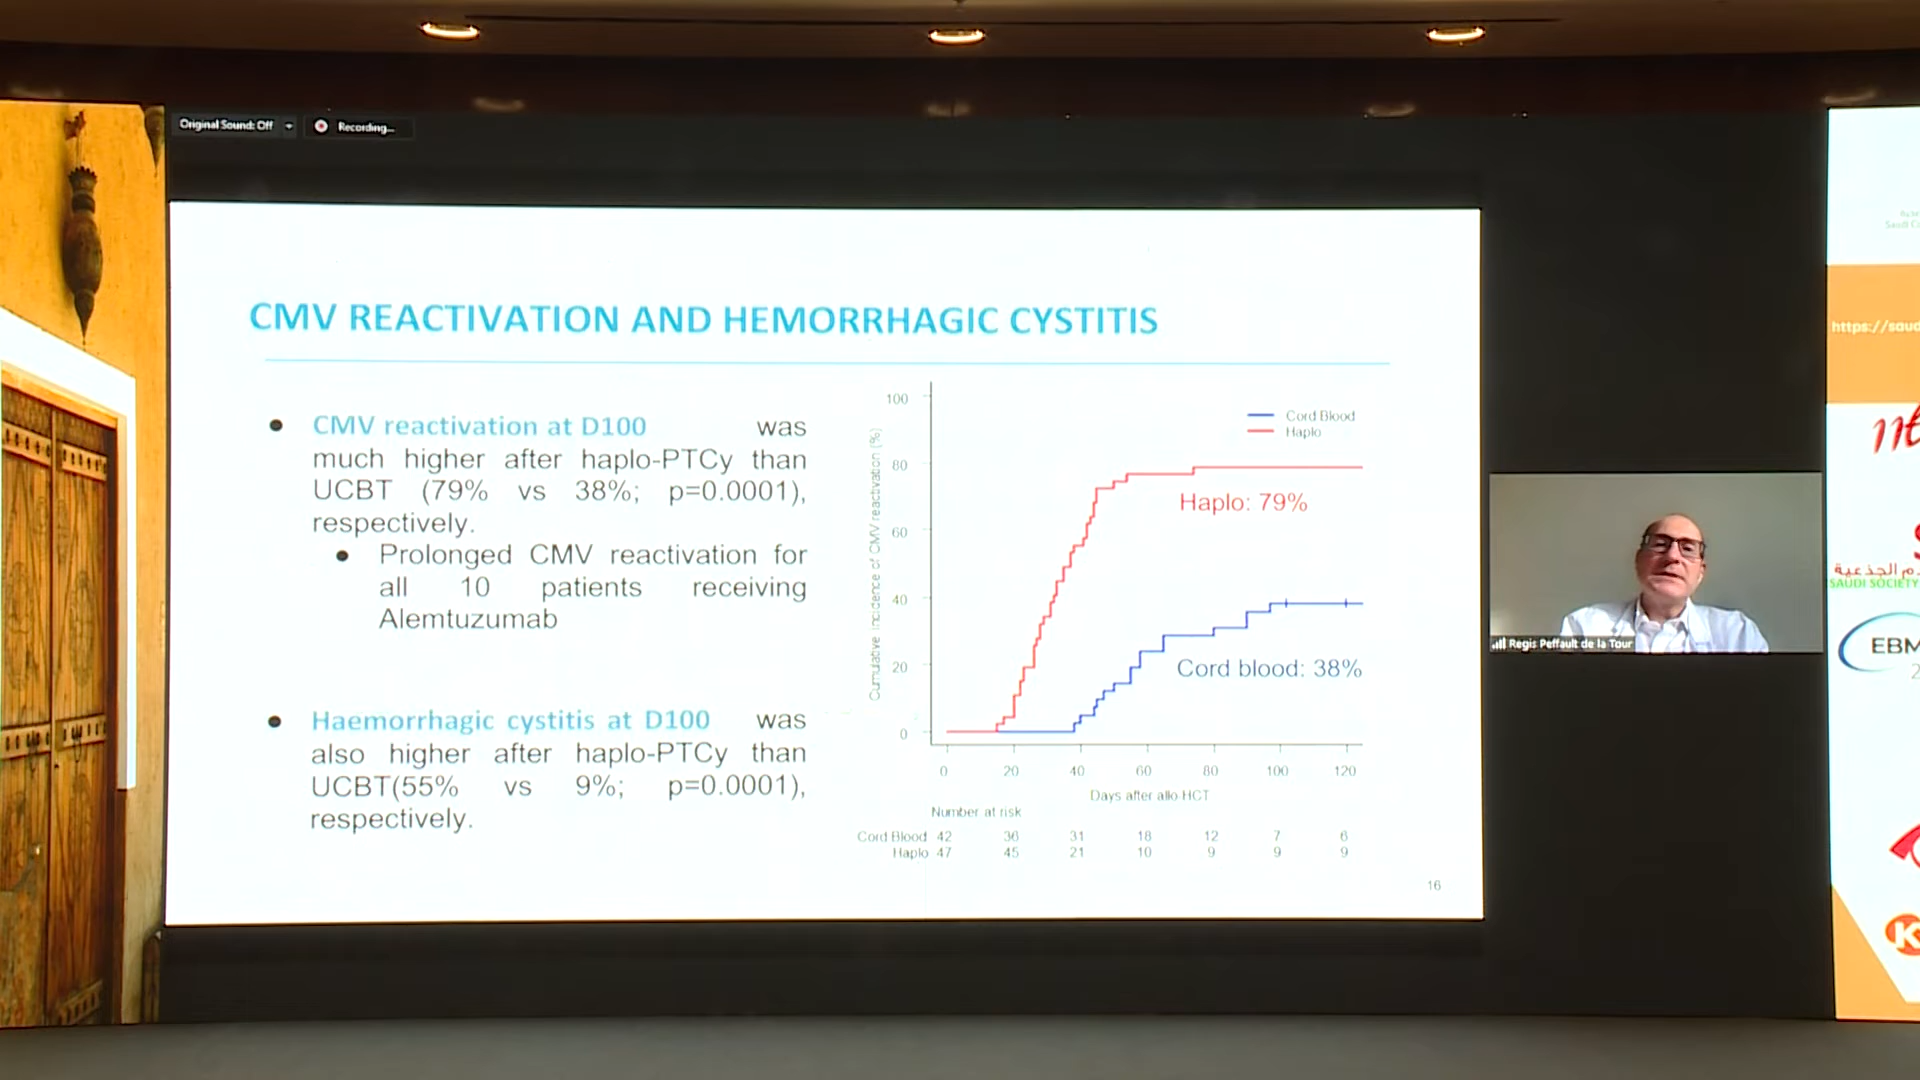 Original Sound: Off
Recording...
CMV REACTIVATION AND HEMORRHAGIC CYSTITIS
● CMV reactivation at D100 was
much higher after haplo-PTCy than
UCBT (79% vs 38%; p=0.0001),
respectively.
● Prolonged CMV reactivation for
all 10 patients receiving
Alemtuzumab
● Haemorrhagic cystitis at D100 was
also higher after haplo-PTCy than
UCBT(55% vs 9%; p=0.0001),
respectively.
Cumulative incidence of CMV reactivation (%)
100
80
60
40
20
0
Cord Blood
Haplo
Haplo: 79%
Cord blood: 38%
0 20 40 60 80 100 120
Days after allo HCT
Number at risk
Cord Blood 42 36 31 18 12 7 6
Haplo 47 45 21 10 9 9 9
16
Regis Peffault de la Tour
https://saud
SAUDI SOCIETY
EBM
K